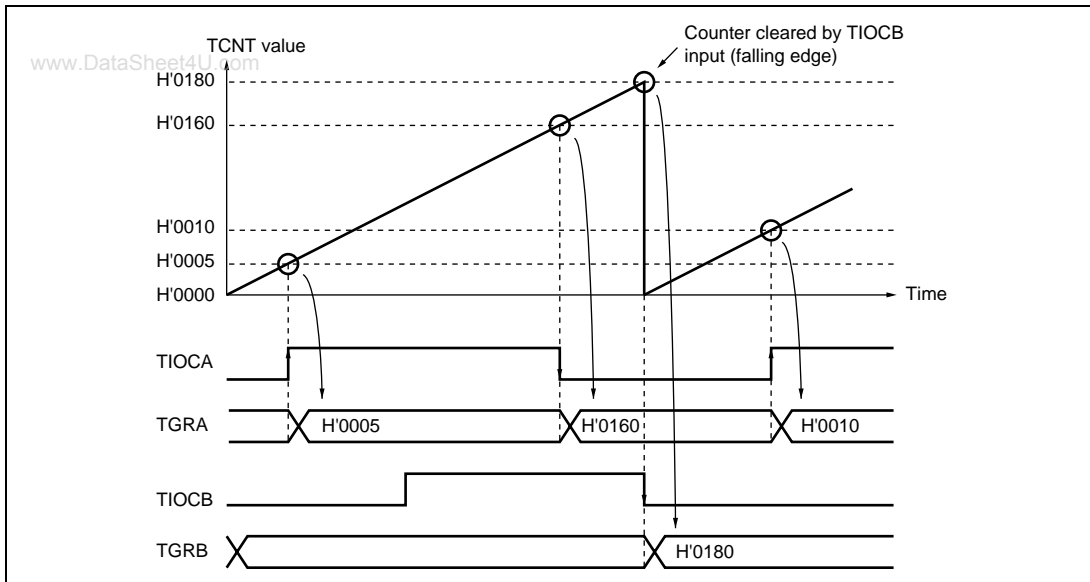 Counter cleared by TIOCB
input (falling edge)
TCNT value
www.DataSheet4U.com
H'0180
H'0160
H'0010
H'0005
H'0000
Time
TIOCA
TGRA
H'0005
H'0160
H'0010
TIOCB
TGRB
H'0180